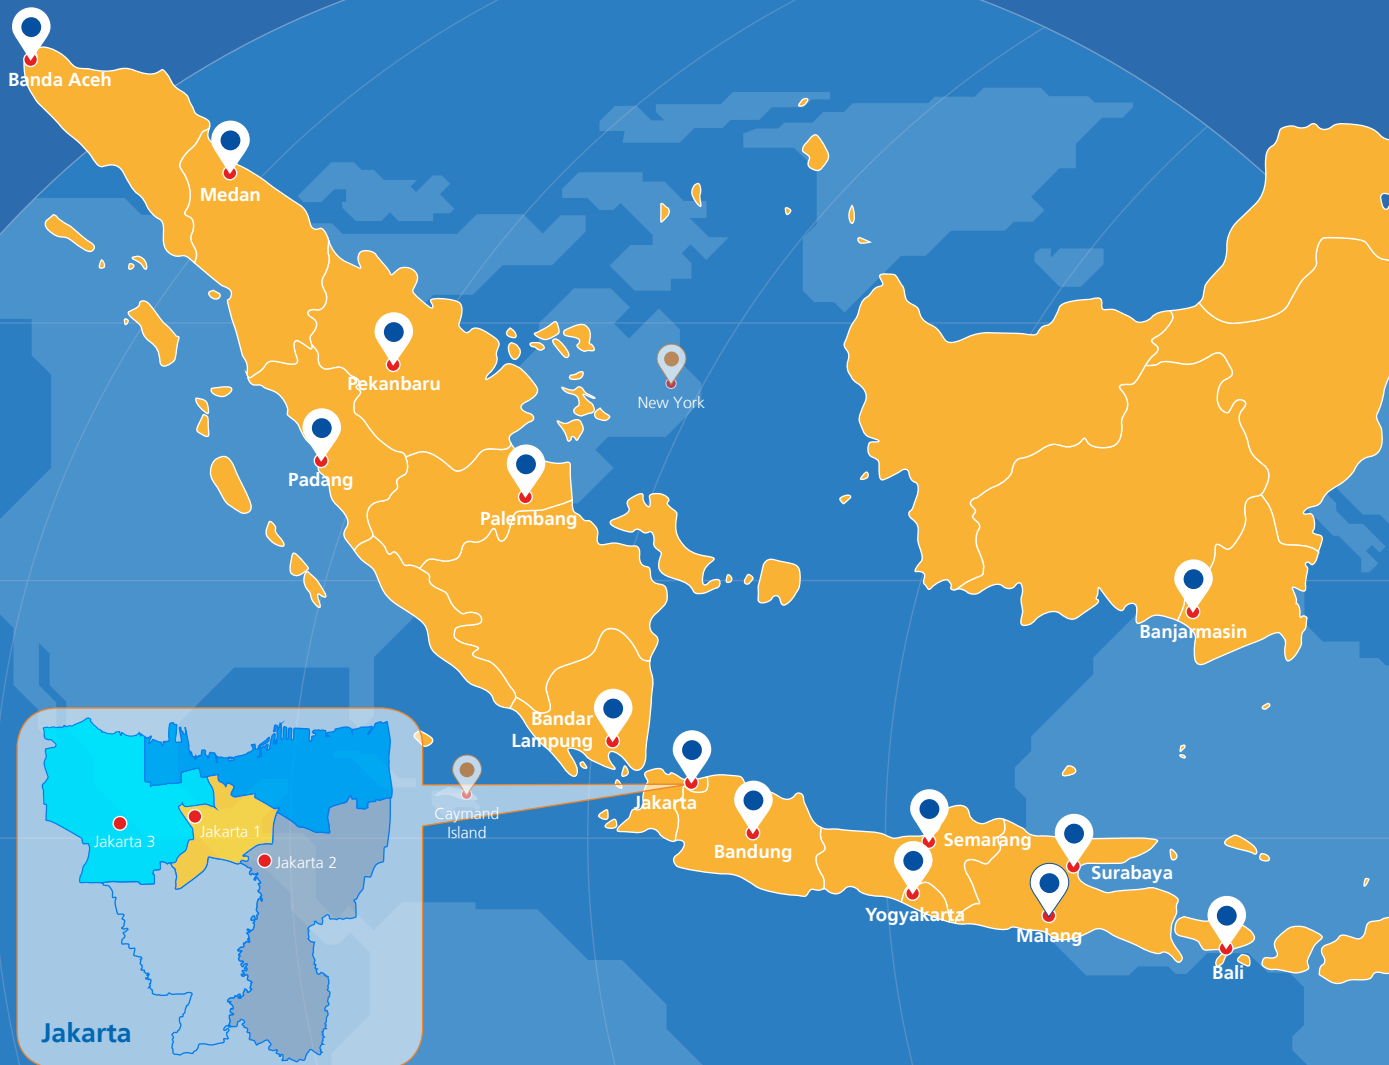 Banda Aceh
Medan
Pekanbaru
New York
Padang
Palembang
Banjarmasin
Bandar
Lampung
Jakarta
Caymand
Island
Bandung
Semarang
Surabaya
Yogyakarta
Malang
Bali
Jakarta 1
Jakarta 3
Jakarta 2
Jakarta